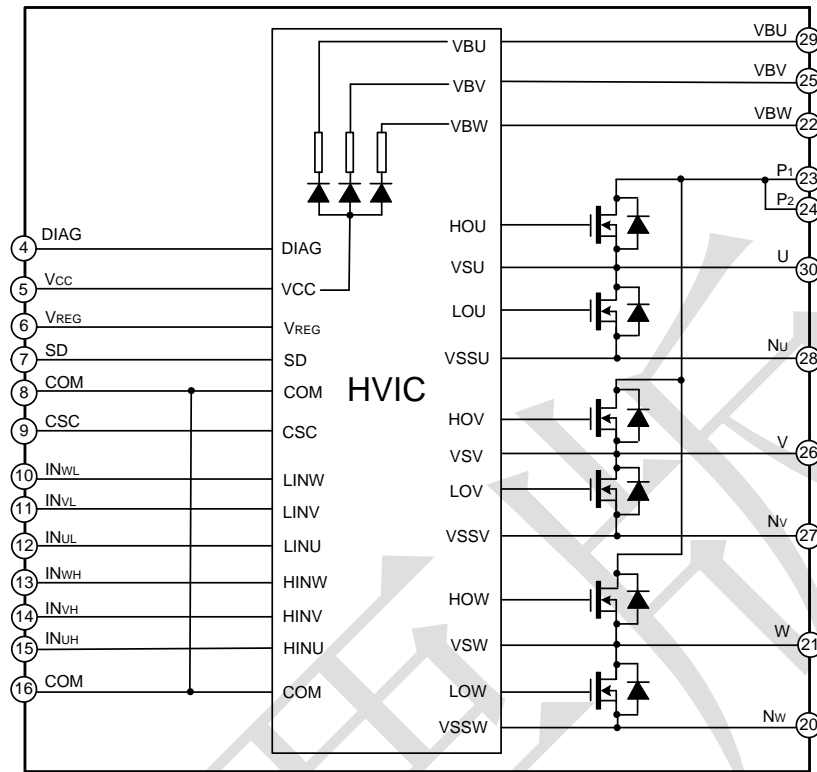 VBU
VBU 29
VBV
VBV 25
VBW
VBW 22
P1 23
P2 24
HOU
4 DIAG
DIAG
VSU
U 30
5 VCC
VCC
LOU
6 VREG
VREG
7 SD
SD
VSSU
NU 28
8 COM
COM
HVIC
HOV
9 CSC
CSC
VSV
V 26
10 INWL
LINW
LOV
11 INVL
LINV
VSSV
NV 27
12 INUL
LINU
13 INWH
HINW
HOW
14 INVH
HINV
15 INUH
HINU
VSW
W 21
16 COM
COM
LOW
VSSW
NW 20